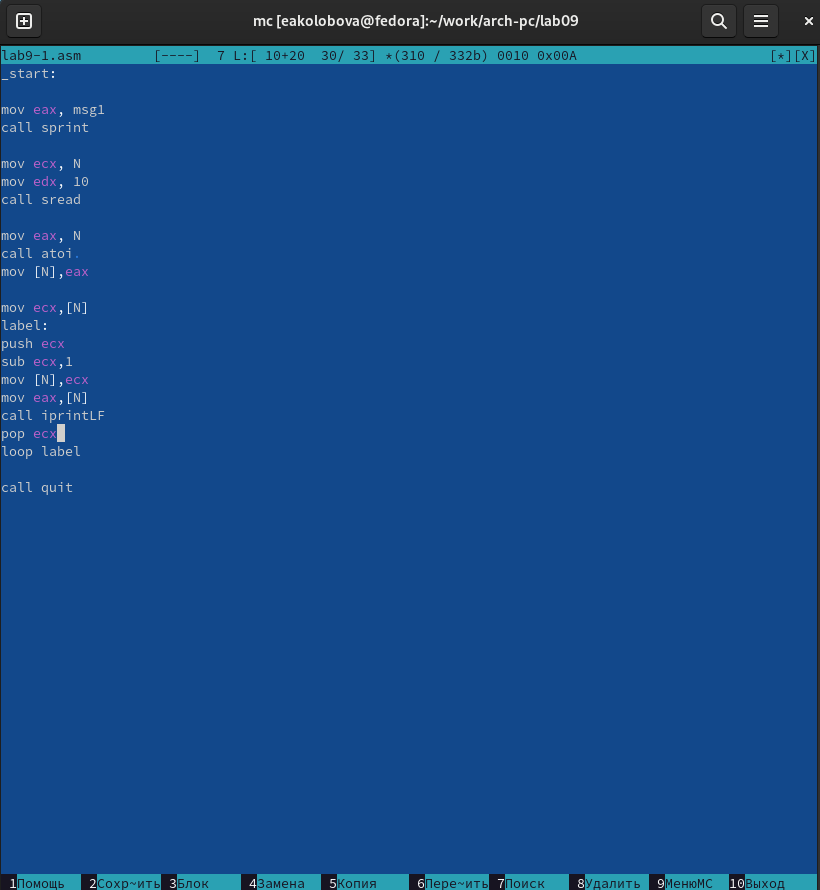 mc [eakolobova@fedora]:~/work/arch-pc/lab09
lab9-1.asm [----] 7 L:[ 10+20 30/ 33] *(310 / 332b) 0010 0x00A [*][X]
_start:
mov eax, msg1
call sprint
mov ecx, N
mov edx, 10
call sread
mov eax, N
call atoi.
mov [N],eax
mov ecx,[N]
label:
push ecx
sub ecx,1
mov [N],ecx
mov eax,[N]
call iprintLF
pop ecx
loop label
call quit
1Помощь 2Сохр~ить 3Блок 4Замена 5Копия 6Пере~ить 7Поиск 8Удалить 9МенюМС 10Выход